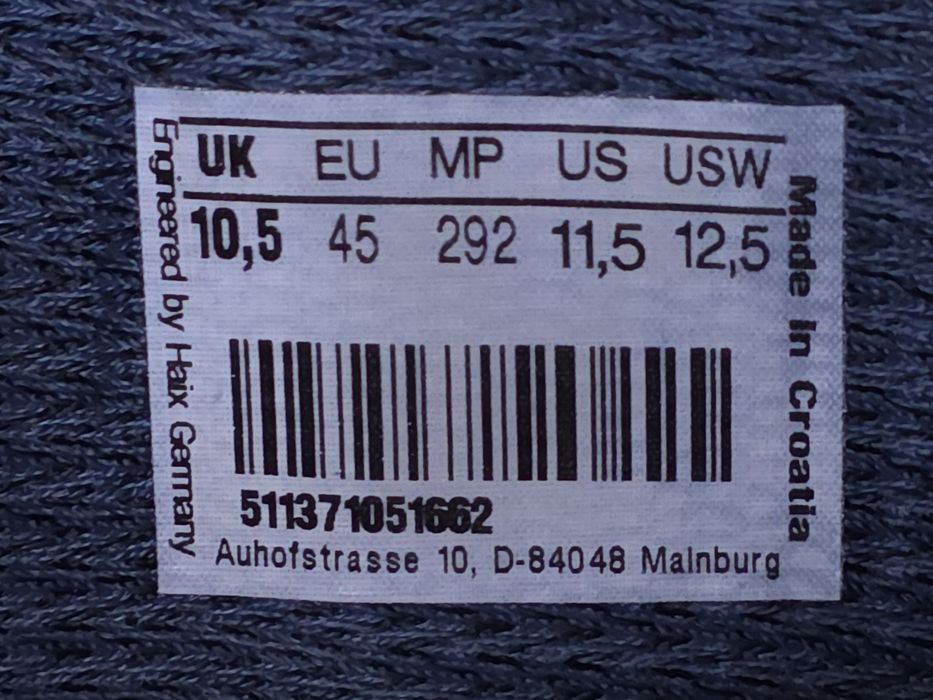 UK EU MP US USW
10,5 45 292 11,5 12,5
511371051662
Auhofstrasse 10, D-84048 Mainburg
Engineered by Haix Germany
Made in Croatia